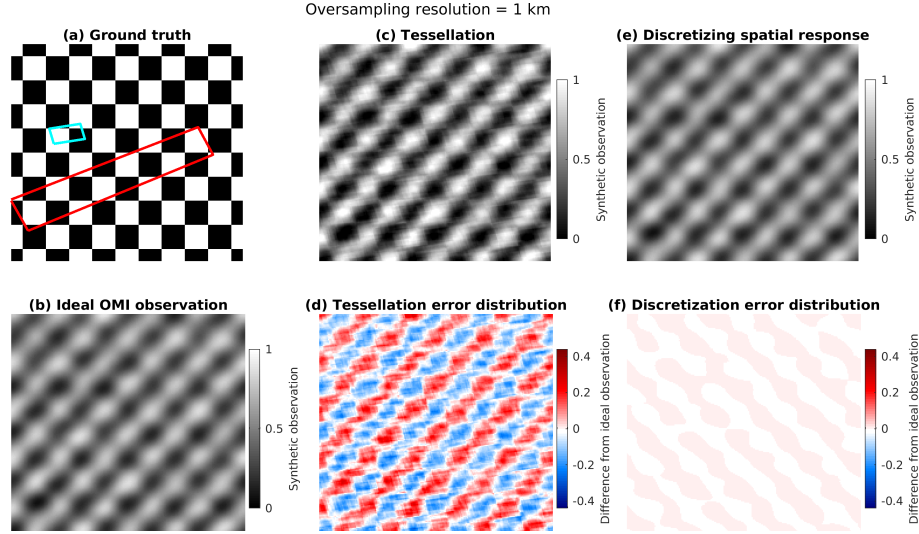 Oversampling resolution = 1 km
(a) Ground truth
(c) Tessellation
1
0.5
0
Synthetic observation
(e) Discretizing spatial response
1
0.5
0
Synthetic observation
(b) Ideal OMI observation
1
0.5
0
Synthetic observation
(d) Tessellation error distribution
0.4
0.2
0
-0.2
-0.4
Difference from ideal observation
(f) Discretization error distribution
0.4
0.2
0
-0.2
-0.4
Difference from ideal observation